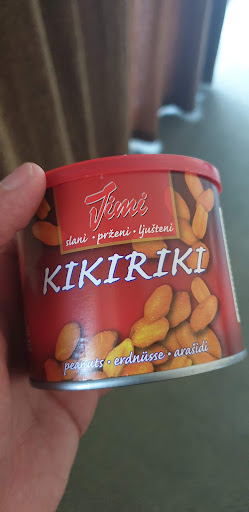 Timi
slani • prženi • ljušteni
KIKIRIKI
peanuts • erdnüsse • arašidi